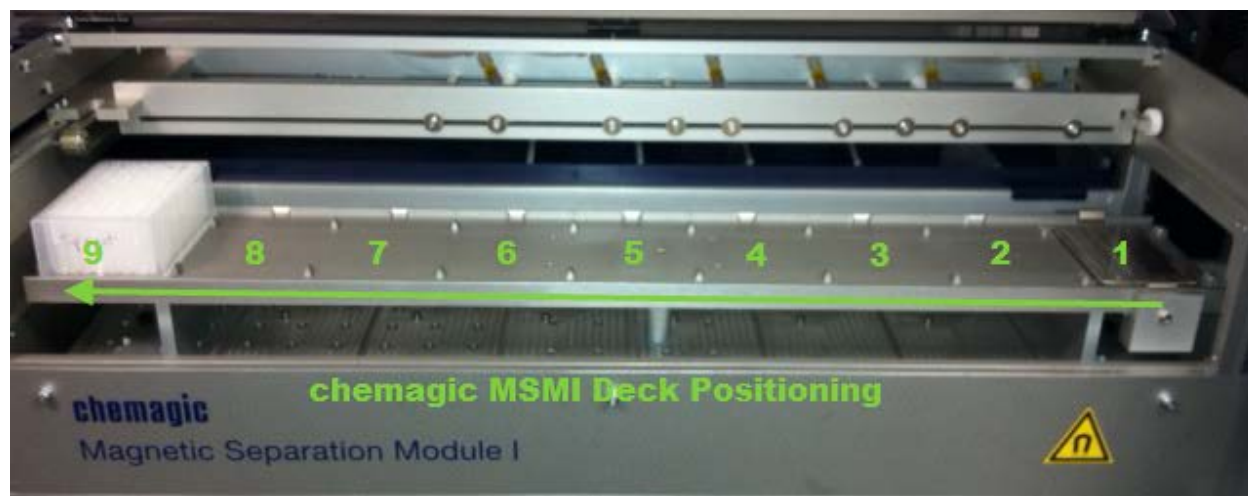 9 8 7 6 5 4 3 2 1
chemagic MSMI Deck Positioning
chemagic
Magnetic Separation Module I